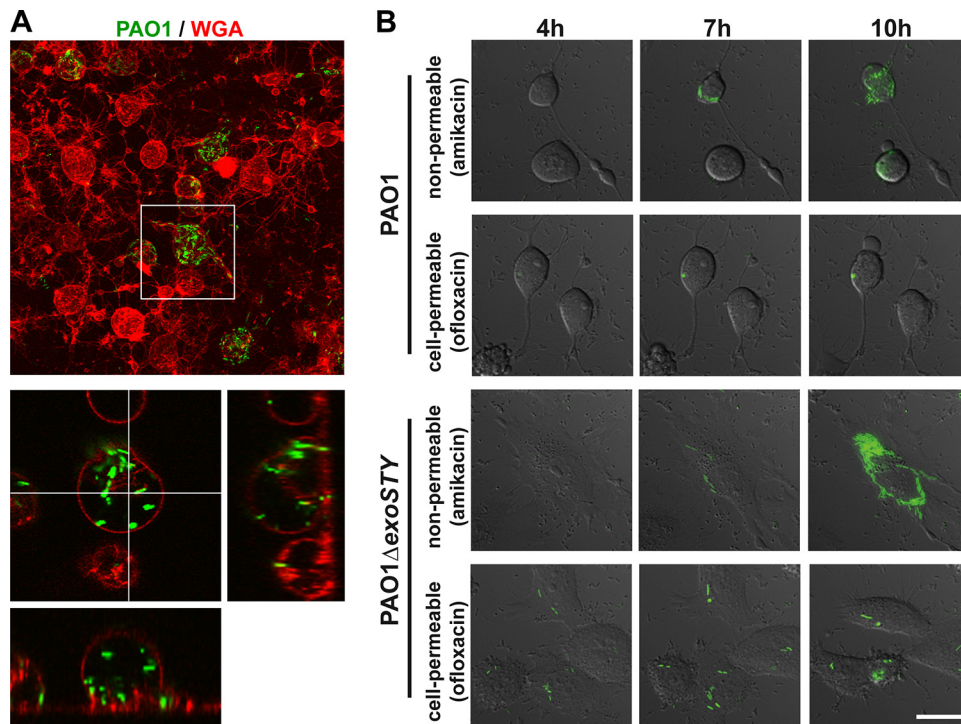 A
PAO1 / WGA
B
4h
7h
10h
PAO1
non-permeable
(amikacin)
cell-permeable
(ofloxacin)
PAO1ΔexoSTY
non-permeable
(amikacin)
cell-permeable
(ofloxacin)